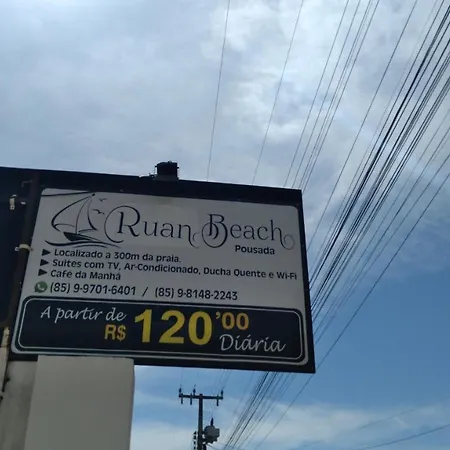 Ruan Beach
Pousada
▸ Localizado a 300m da praia.
▸ Suites com TV, Ar-Condicionado, Ducha Quente e Wi-Fi
▸ Café da Manhã
(85) 9-9701-6401 / (85) 9-8148-2243
A partir de
R$ 120'00
Diária